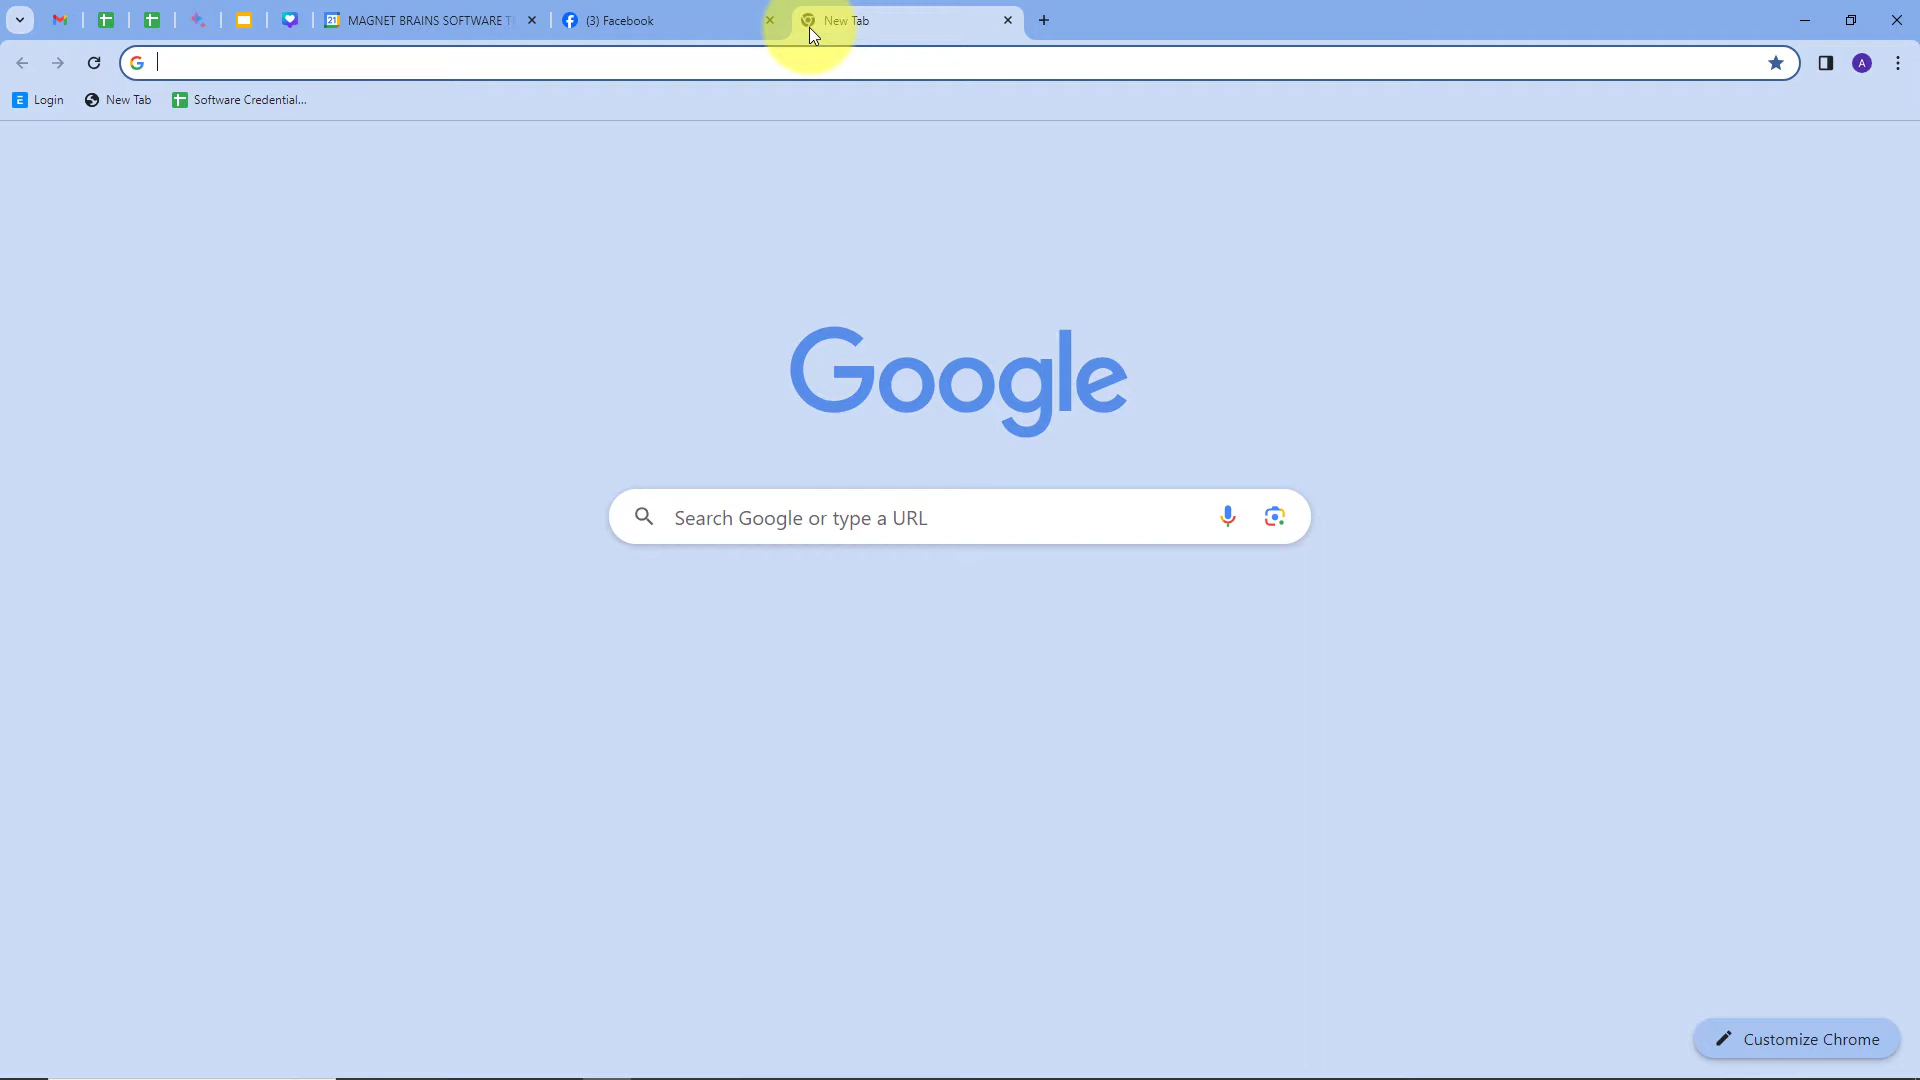 21 MAGNET BRAINS SOFTWARE T
(3) Facebook
New Tab
A
E Login
New Tab
Software Credential...
Google
Search Google or type a URL
Customize Chrome